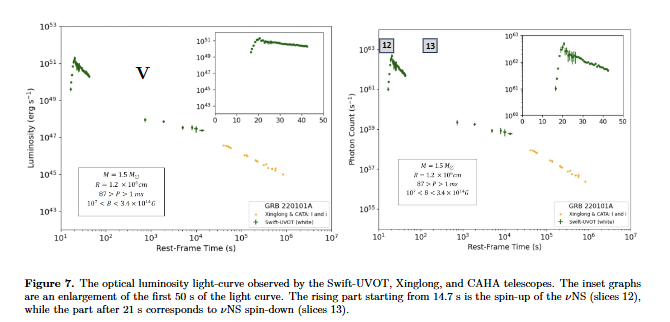 V
12 13
10^53
10^51
10^49
10^47
10^45
10^43
Luminosity (erg s^−1)
10^51
10^49
10^47
10^45
10^43
0 10 20 30 40 50
M = 1.5 M⊙
R = 1.2 × 10^6 cm
87 > P > 1 ms
10^7 < B < 3.4 × 10^14 G
GRB 220101A
Xinglong & CATA: I and i
Swift-UVOT (white)
10^1 10^2 10^3 10^4 10^5 10^6 10^7
Rest-Frame Time (s)
10^63
10^61
10^59
10^57
10^55
Photon Count (s^−1)
10^63
10^62
10^61
10^60
0 10 20 30 40 50
M = 1.5 M⊙
R = 1.2 × 10^6 cm
87 > P > 1 ms
10^7 < B < 3.4 × 10^14 G
GRB 220101A
Xinglong & CATA: I and i
Swift-UVOT (white)
10^1 10^2 10^3 10^4 10^5 10^6 10^7
Rest-Frame Time (s)
Figure 7. The optical luminosity light-curve observed by the Swift-UVOT, Xinglong, and CAHA telescopes. The inset graphs
are an enlargement of the first 50 s of the light curve. The rising part starting from 14.7 s is the spin-up of the νNS (slices 12),
while the part after 21 s corresponds to νNS spin-down (slices 13).